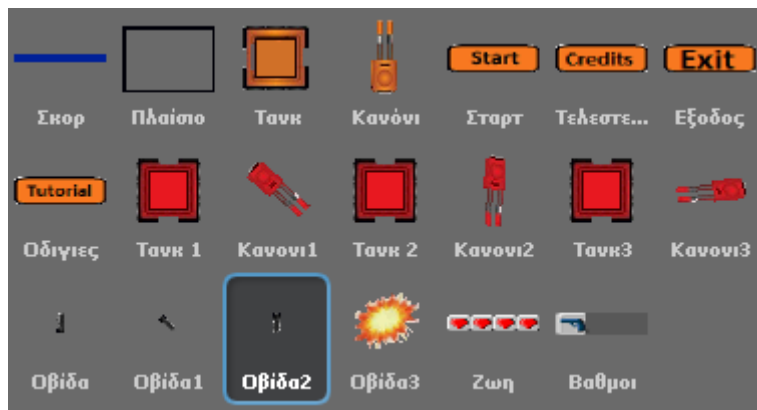 Start Credits Exit
Σκορ Πλαίσιο Τανκ Κανόνι Σταρτ Τελεστε... Εξοδος
Tutorial
Οδιγιες Τανκ 1 Κανονι1 Τανκ 2 Κανονι2 Τανκ3 Κανονι3
Οβίδα Οβίδα1 Οβίδα2 Οβίδα3 Ζωη Βαθμοι